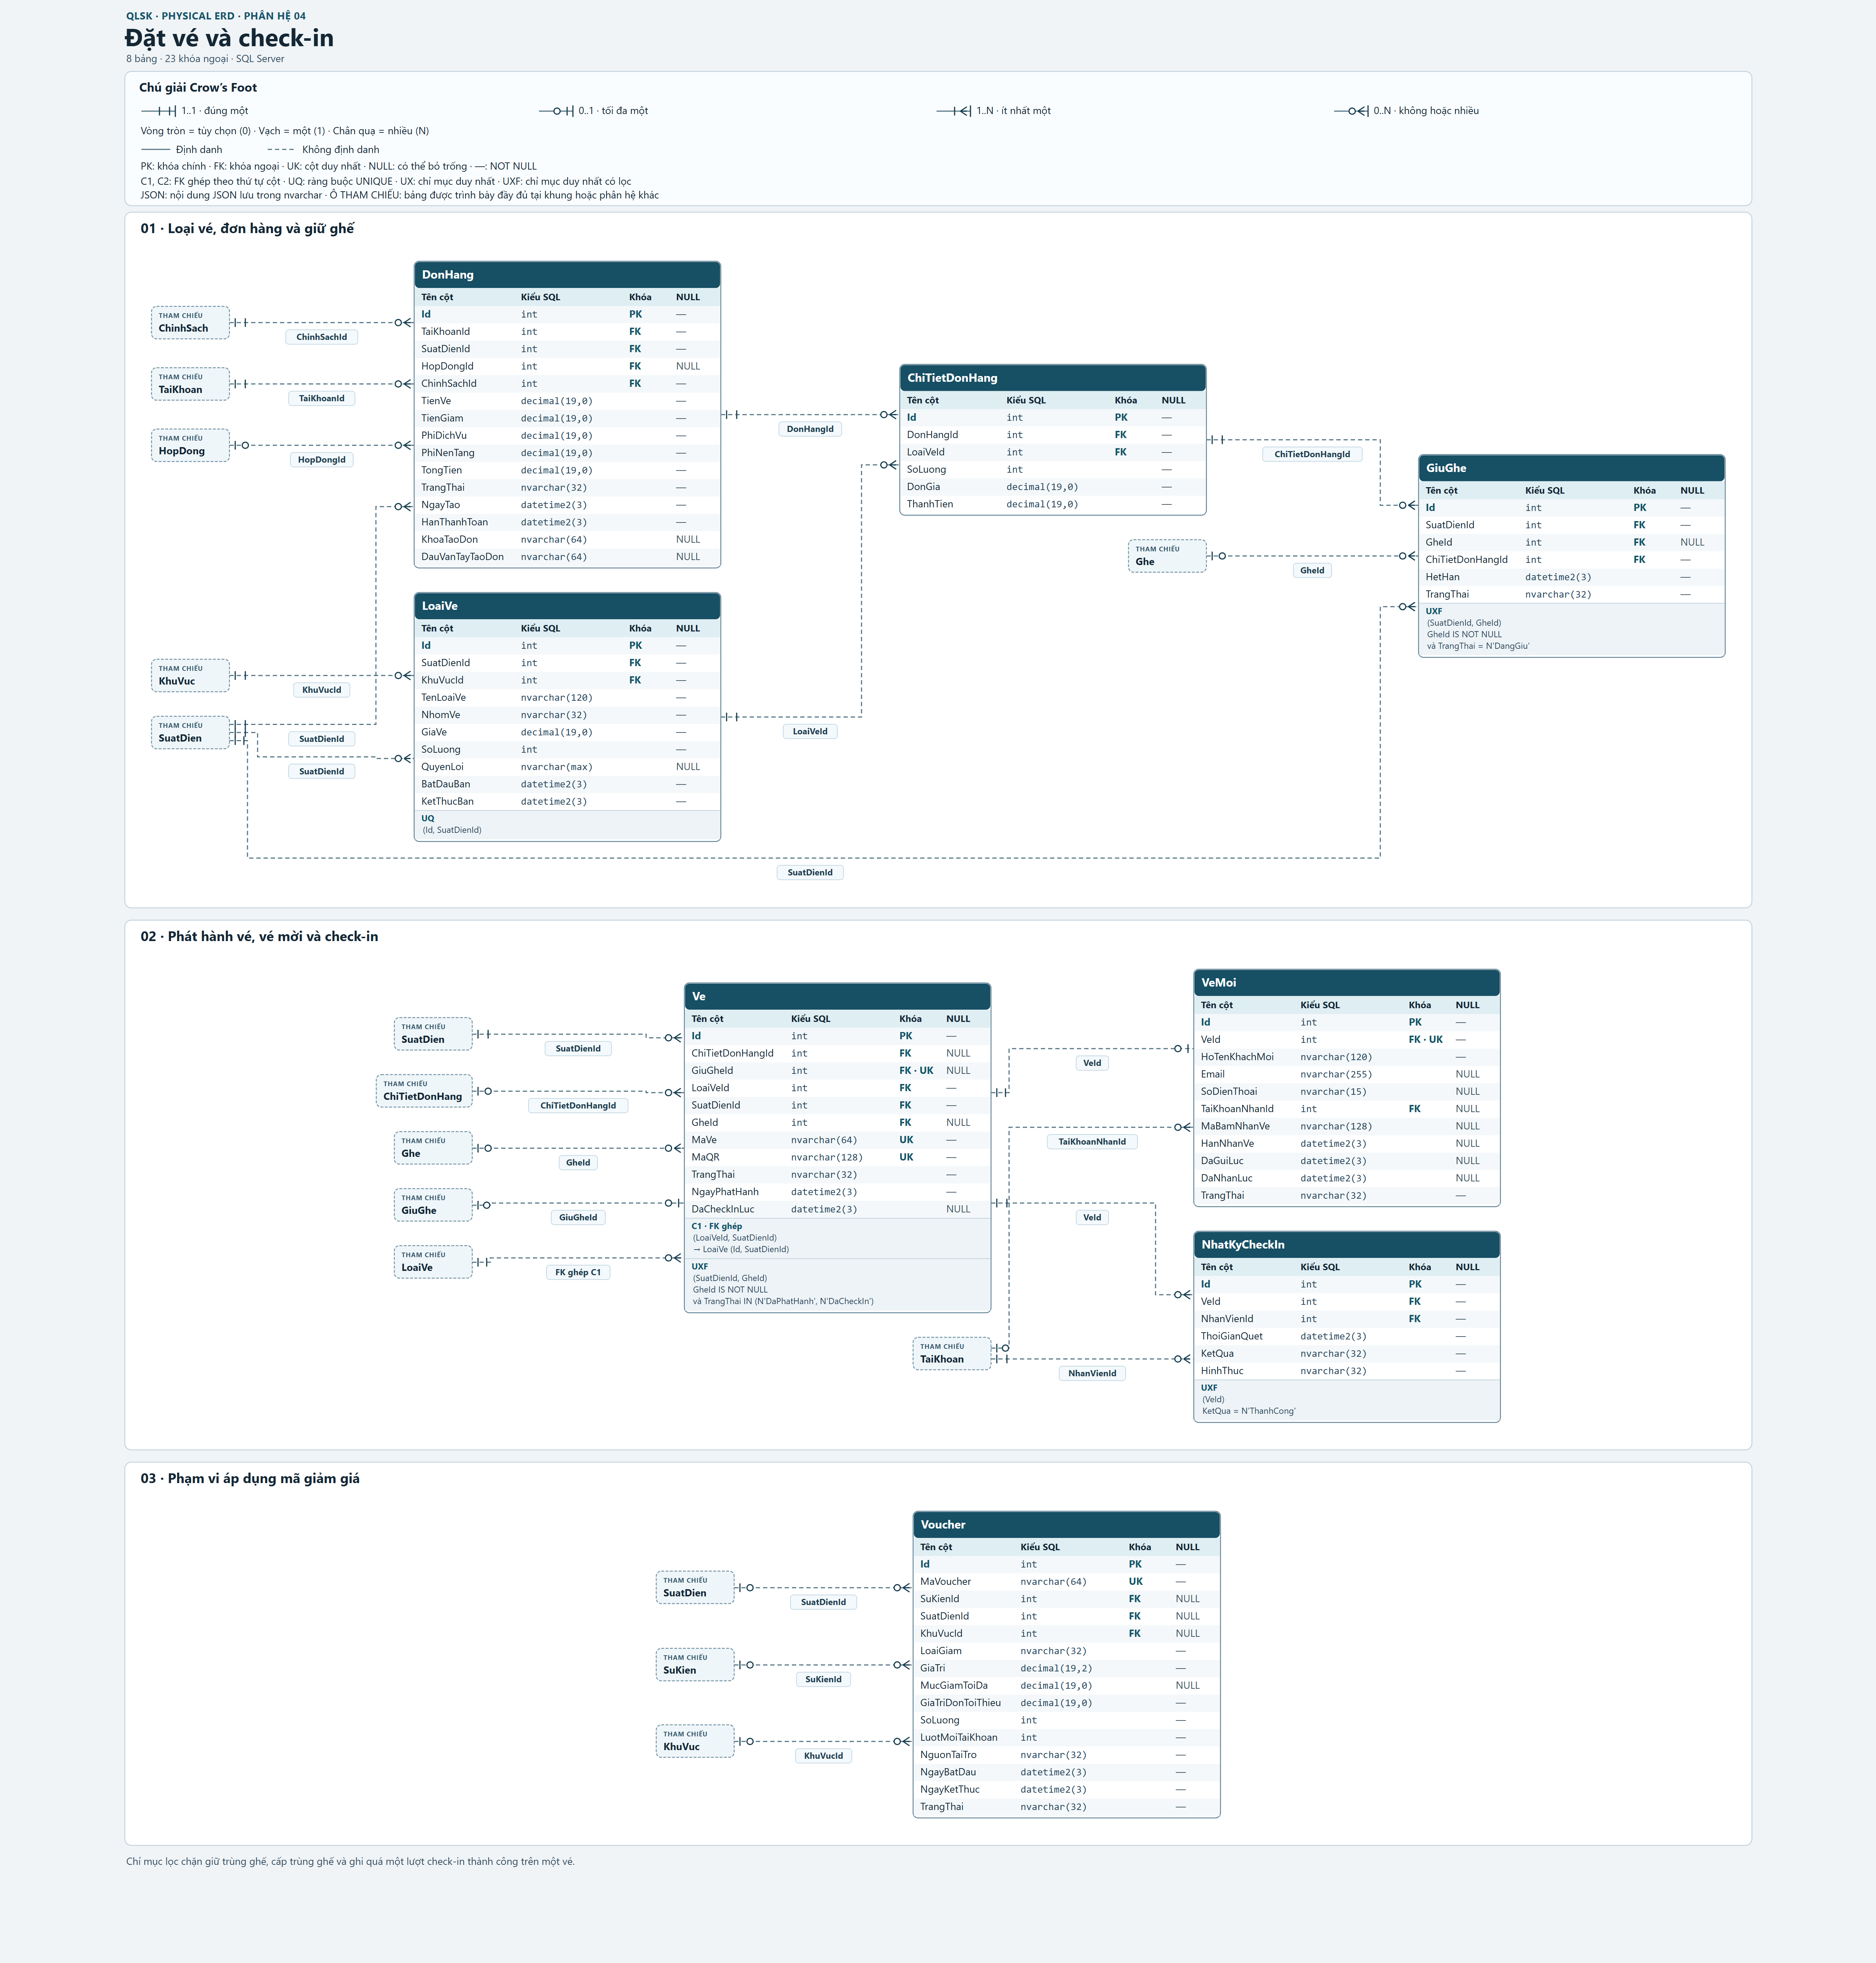 QLSK · PHYSICAL ERD · PHÂN HỆ 04
Đặt vé và check-in
8 bảng · 23 khóa ngoại · SQL Server
Chú giải Crow's Foot
1..1 · đúng một
0..1 · tối đa một
1..N · ít nhất một
0..N · không hoặc nhiều
Vòng tròn = tùy chọn (0) · Vạch = một (1) · Chân quạ = nhiều (N)
Định danh
Không định danh
PK: khóa chính · FK: khóa ngoại · UK: cột duy nhất · NULL: có thể bỏ trống · —: NOT NULL
C1, C2: FK ghép theo thứ tự cột · UQ: ràng buộc UNIQUE · UX: chỉ mục duy nhất · UXF: chỉ mục duy nhất có lọc
JSON: nội dung JSON lưu trong nvarchar · Ô THAM CHIẾU: bảng được trình bày đầy đủ tại khung hoặc phân hệ khác
01 · Loại vé, đơn hàng và giữ ghế
THAM CHIẾU
ChinhSach
ChinhSachId
THAM CHIẾU
TaiKhoan
TaiKhoanId
THAM CHIẾU
HopDong
HopDongId
THAM CHIẾU
KhuVuc
KhuVucId
THAM CHIẾU
SuatDien
SuatDienId
SuatDienId
DonHang
Tên cột Kiểu SQL Khóa NULL
Id int PK —
TaiKhoanId int FK —
SuatDienId int FK —
HopDongId int FK NULL
ChinhSachId int FK —
TienVe decimal(19,0) —
TienGiam decimal(19,0) —
PhiDichVu decimal(19,0) —
PhiNenTang decimal(19,0) —
TongTien decimal(19,0) —
TrangThai nvarchar(32) —
NgayTao datetime2(3) —
HanThanhToan datetime2(3) —
KhoaTaoDon nvarchar(64) NULL
DauVanTayTaoDon nvarchar(64) NULL
LoaiVe
Tên cột Kiểu SQL Khóa NULL
Id int PK —
SuatDienId int FK —
KhuVucId int FK —
TenLoaiVe nvarchar(120) —
NhomVe nvarchar(32) —
GiaVe decimal(19,0) —
SoLuong int —
QuyenLoi nvarchar(max) NULL
BatDauBan datetime2(3) —
KetThucBan datetime2(3) —
UQ
(Id, SuatDienId)
DonHangId
LoaiVeId
SuatDienId
ChiTietDonHang
Tên cột Kiểu SQL Khóa NULL
Id int PK —
DonHangId int FK —
LoaiVeId int FK —
SoLuong int —
DonGia decimal(19,0) —
ThanhTien decimal(19,0) —
ChiTietDonHangId
THAM CHIẾU
Ghe
GheId
GiuGhe
Tên cột Kiểu SQL Khóa NULL
Id int PK —
SuatDienId int FK —
GheId int FK NULL
ChiTietDonHangId int FK —
HetHan datetime2(3) —
TrangThai nvarchar(32) —
UXF
(SuatDienId, GheId)
GheId IS NOT NULL
và TrangThai = N'DangGiu'
02 · Phát hành vé, vé mời và check-in
THAM CHIẾU
SuatDien
SuatDienId
THAM CHIẾU
ChiTietDonHang
ChiTietDonHangId
THAM CHIẾU
Ghe
GheId
THAM CHIẾU
GiuGhe
GiuGheId
THAM CHIẾU
LoaiVe
FK ghép C1
Ve
Tên cột Kiểu SQL Khóa NULL
Id int PK —
ChiTietDonHangId int FK NULL
GiuGheId int FK · UK NULL
LoaiVeId int FK —
SuatDienId int FK —
GheId int FK NULL
MaVe nvarchar(64) UK —
MaQR nvarchar(128) UK —
TrangThai nvarchar(32) —
NgayPhatHanh datetime2(3) —
DaCheckInLuc datetime2(3) NULL
C1 · FK ghép
(LoaiVeId, SuatDienId)
→ LoaiVe (Id, SuatDienId)
UXF
(SuatDienId, GheId)
GheId IS NOT NULL
và TrangThai IN (N'DaPhatHanh', N'DaCheckIn')
THAM CHIẾU
TaiKhoan
VeId
TaiKhoanNhanId
VeId
NhanVienId
VeMoi
Tên cột Kiểu SQL Khóa NULL
Id int PK —
VeId int FK · UK —
HoTenKhachMoi nvarchar(120) —
Email nvarchar(255) NULL
SoDienThoai nvarchar(15) NULL
TaiKhoanNhanId int FK NULL
MaBamNhanVe nvarchar(128) NULL
HanNhanVe datetime2(3) NULL
DaGuiLuc datetime2(3) NULL
DaNhanLuc datetime2(3) NULL
TrangThai nvarchar(32) —
NhatKyCheckIn
Tên cột Kiểu SQL Khóa NULL
Id int PK —
VeId int FK —
NhanVienId int FK —
ThoiGianQuet datetime2(3) —
KetQua nvarchar(32) —
HinhThuc nvarchar(32) —
UXF
(VeId)
KetQua = N'ThanhCong'
03 · Phạm vi áp dụng mã giảm giá
THAM CHIẾU
SuatDien
SuatDienId
THAM CHIẾU
SuKien
SuKienId
THAM CHIẾU
KhuVuc
KhuVucId
Voucher
Tên cột Kiểu SQL Khóa NULL
Id int PK —
MaVoucher nvarchar(64) UK —
SuKienId int FK NULL
SuatDienId int FK NULL
KhuVucId int FK NULL
LoaiGiam nvarchar(32) —
GiaTri decimal(19,2) —
MucGiamToiDa decimal(19,0) NULL
GiaTriDonToiThieu decimal(19,0) —
SoLuong int —
LuotMoiTaiKhoan int —
NguonTaiTro nvarchar(32) —
NgayBatDau datetime2(3) —
NgayKetThuc datetime2(3) —
TrangThai nvarchar(32) —
Chỉ mục lọc chặn giữ trùng ghế, cấp trùng ghế và ghi quá một lượt check-in thành công trên một vé.